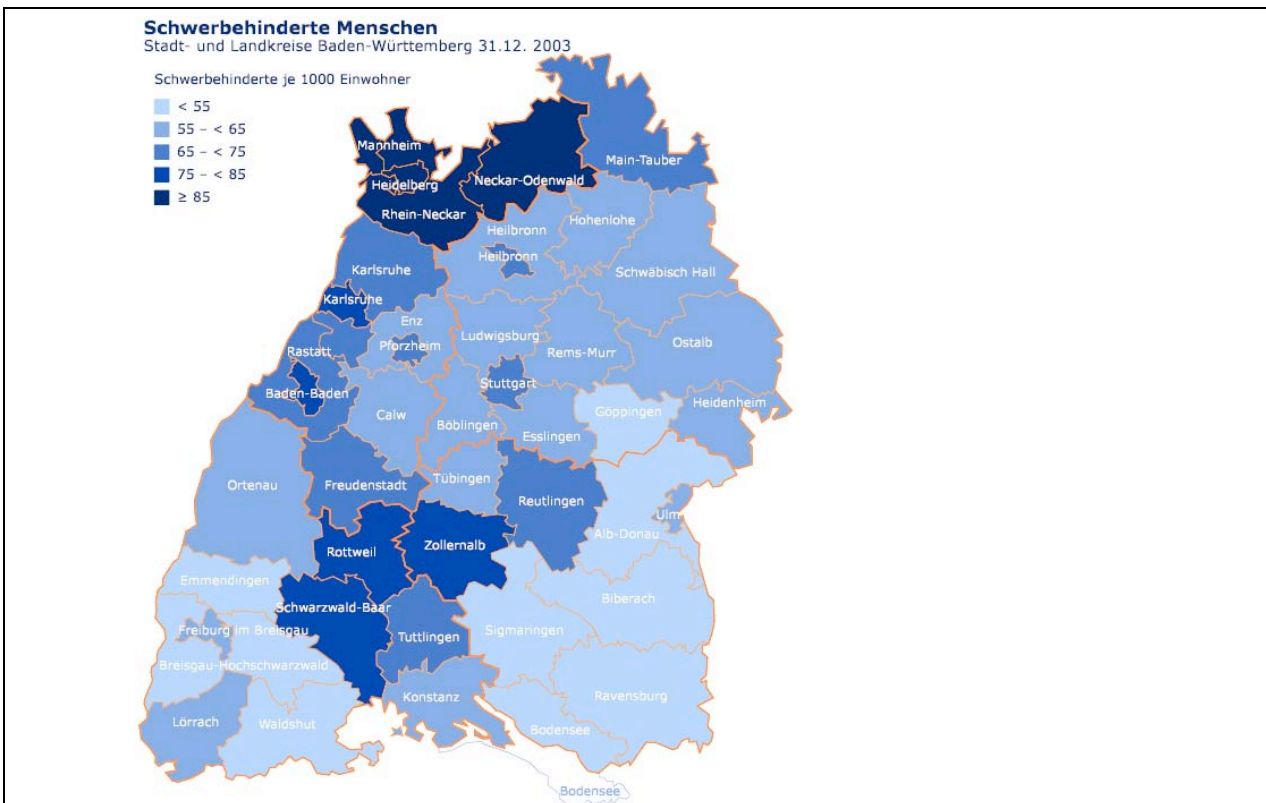 Schwerbehinderte Menschen
Stadt- und Landkreise Baden-Württemberg 31.12. 2003
Schwerbehinderte je 1000 Einwohner
< 55
55 – < 65
65 – < 75
75 – < 85
≥ 85
Mannheim
Main-Tauber
Heidelberg
Neckar-Odenwald
Rhein-Neckar
Hohenlohe
Heilbronn
Heilbronn
Karlsruhe
Schwäbisch Hall
Karlsruhe
Enz
Ludwigsburg
Ostalb
Pforzheim
Rastatt
Rems-Murr
Stuttgart
Baden-Baden
Heidenheim
Göppingen
Calw
Böblingen
Esslingen
Tübingen
Ortenau
Freudenstadt
Reutlingen
Ulm
Alb-Donau
Rottweil
Zollernalb
Emmendingen
Biberach
Schwarzwald-Baar
Freiburg im Breisgau
Sigmaringen
Tuttlingen
Breisgau-Hochschwarzwald
Konstanz
Ravensburg
Lörrach
Waldshut
Bodensee
Bodensee